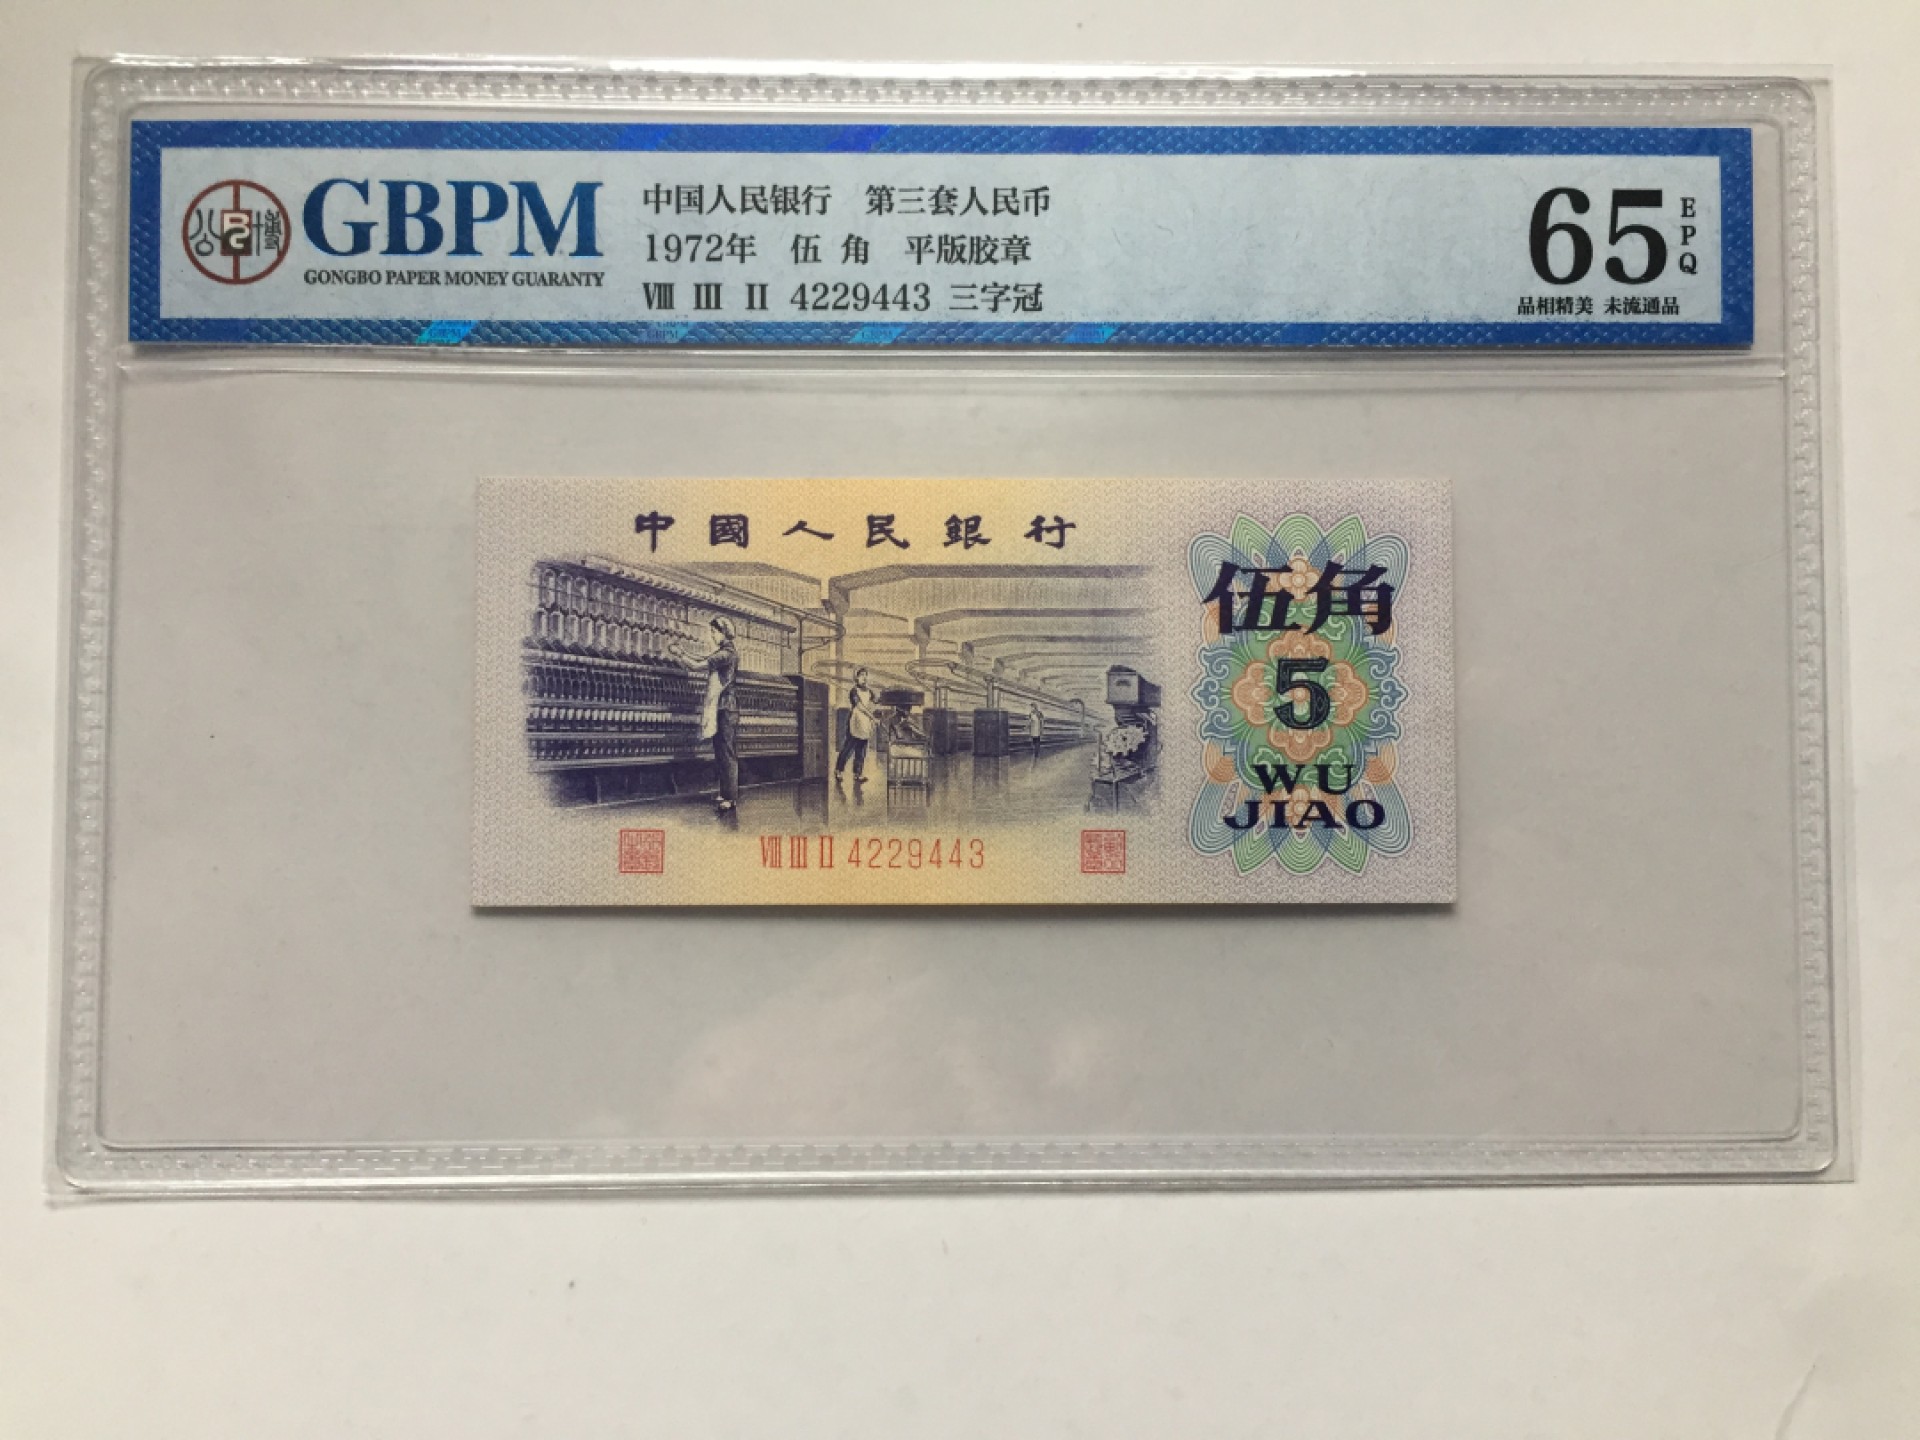 公博
GBPM
GONGBO PAPER MONEY GUARANTY
中国人民银行 第三套人民币
1972年 伍 角 平版胶章
Ⅷ Ⅲ Ⅱ 4229443 三字冠
65
EPQ
品相精美 未流通品
中國人民銀行
伍角
5
WU
JIAO
Ⅷ Ⅲ Ⅱ 4229443